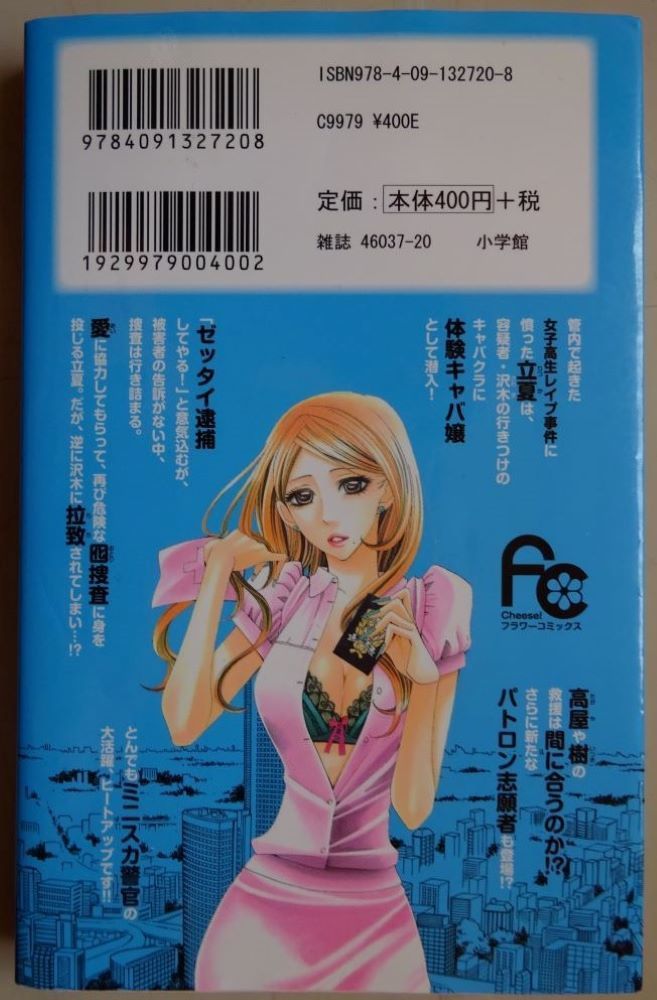 ISBN978-4-09-132720-8
C9979 ¥400E
9784091327208
定価:本体400円+税
1929979004002
雑誌 46037-20 小学館
管内で起きた
女子高生レイプ事件に
憤った立夏は、
容疑者・沢木の行きつけの
キャバクラに
体験キャバ嬢
として潜入!
「ゼッタイ逮捕
してやる!」と意気込むが、
被害者の告訴がない中、
捜査は行き詰まる。
愛に協力してもらって、再び危険な囮捜査に身を
投じる立夏。だが、逆に沢木に拉致されてしまい…!?
FC
Cheese!
フラワーコミックス
高屋や樹の
救援は間に合うのか!?
さらに新たな
パトロン志願者も登場!?
とんでもミニスカ警官の
大活躍、ヒートアップです!!